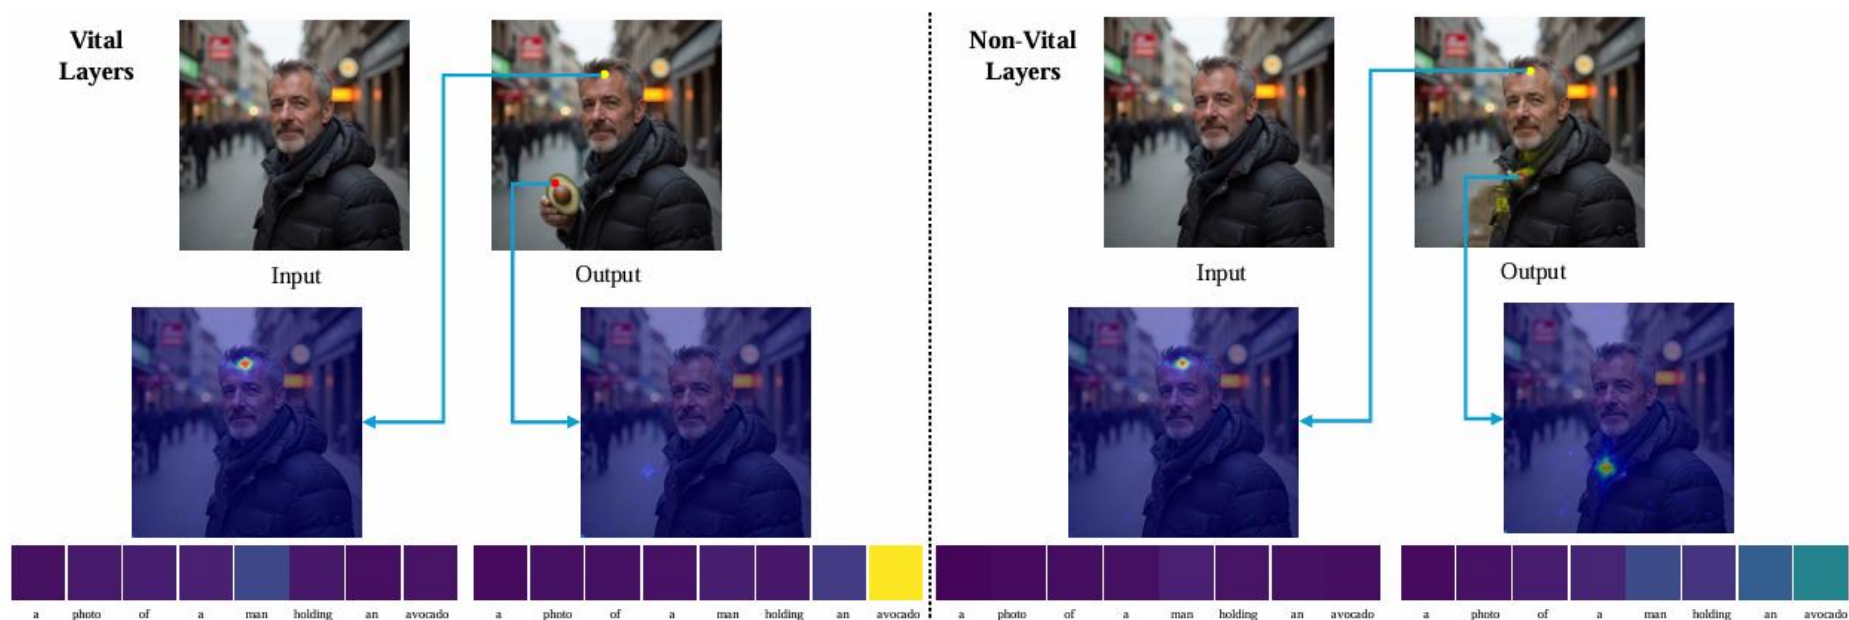 Vital
Layers
Input
Output
a photo of a man holding an avocado
a photo of a man holding an avocado
Non-Vital
Layers
Input
Output
a photo of a man holding an avocado
a photo of a man holding an avocado